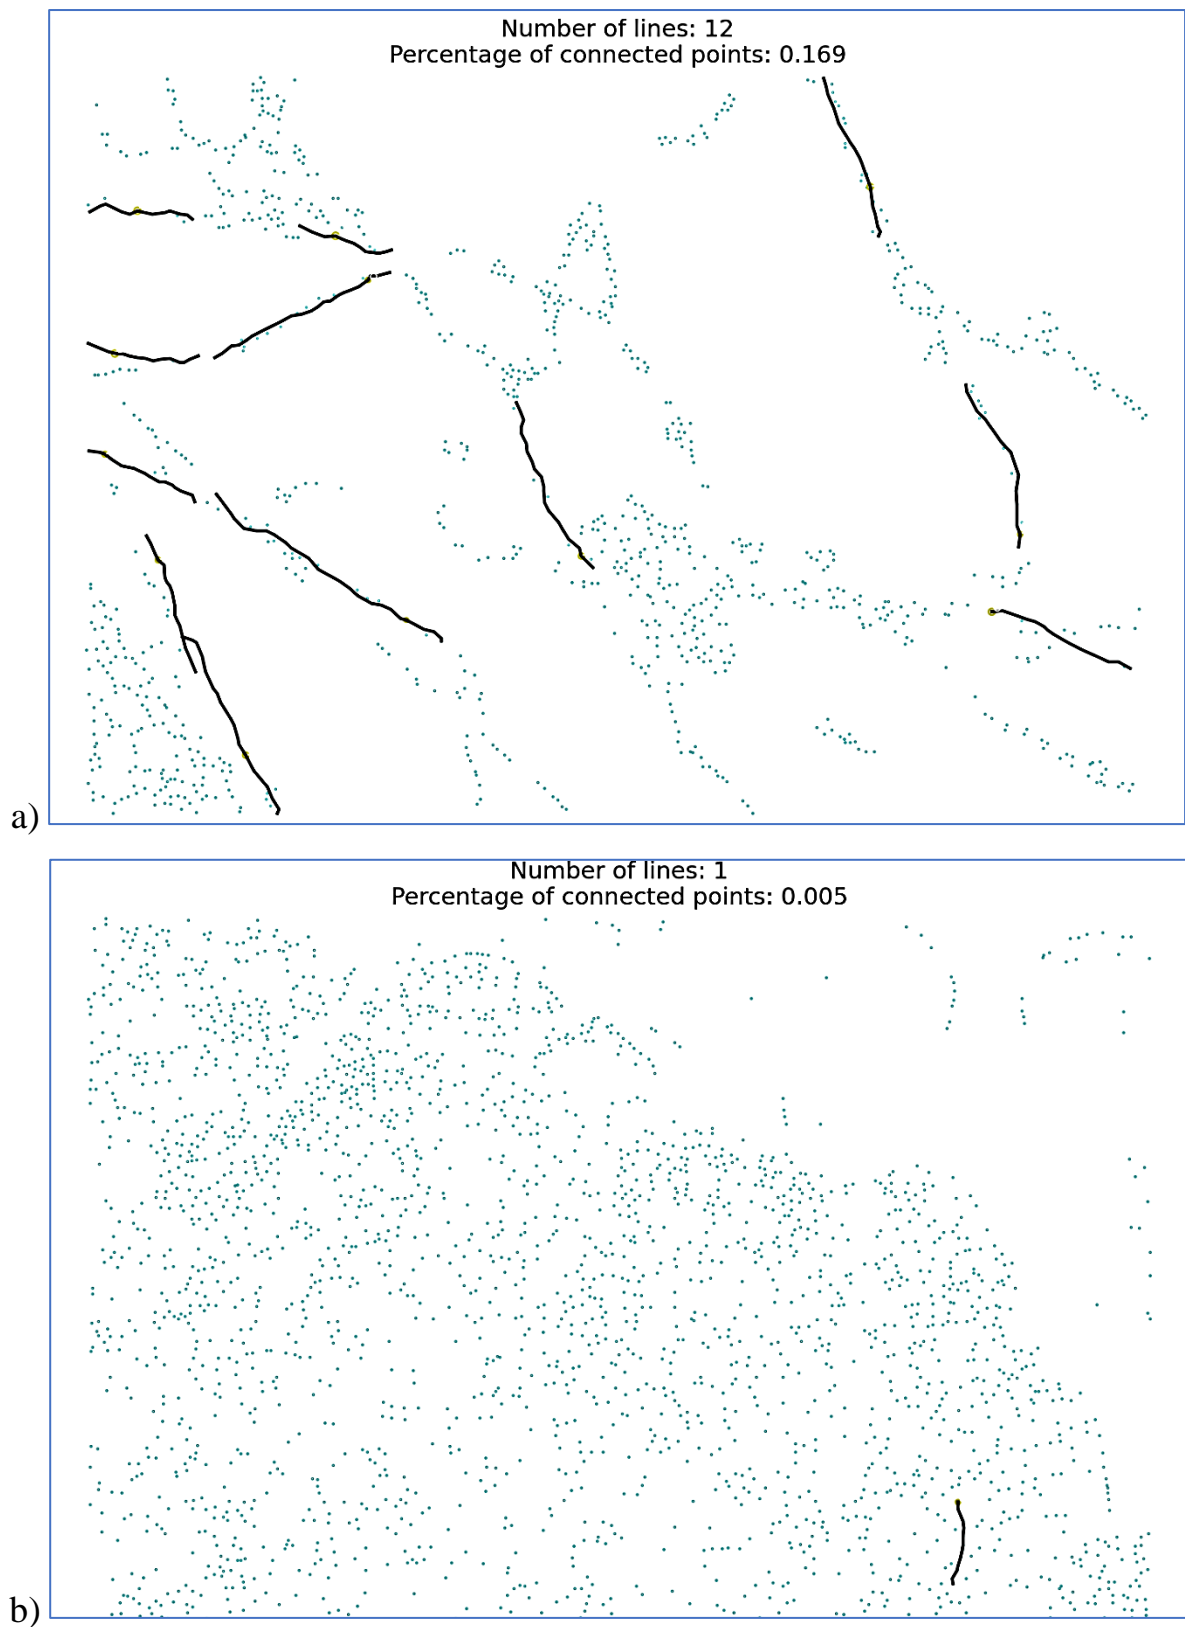 Number of lines: 12
Percentage of connected points: 0.169
a)
Number of lines: 1
Percentage of connected points: 0.005
b)